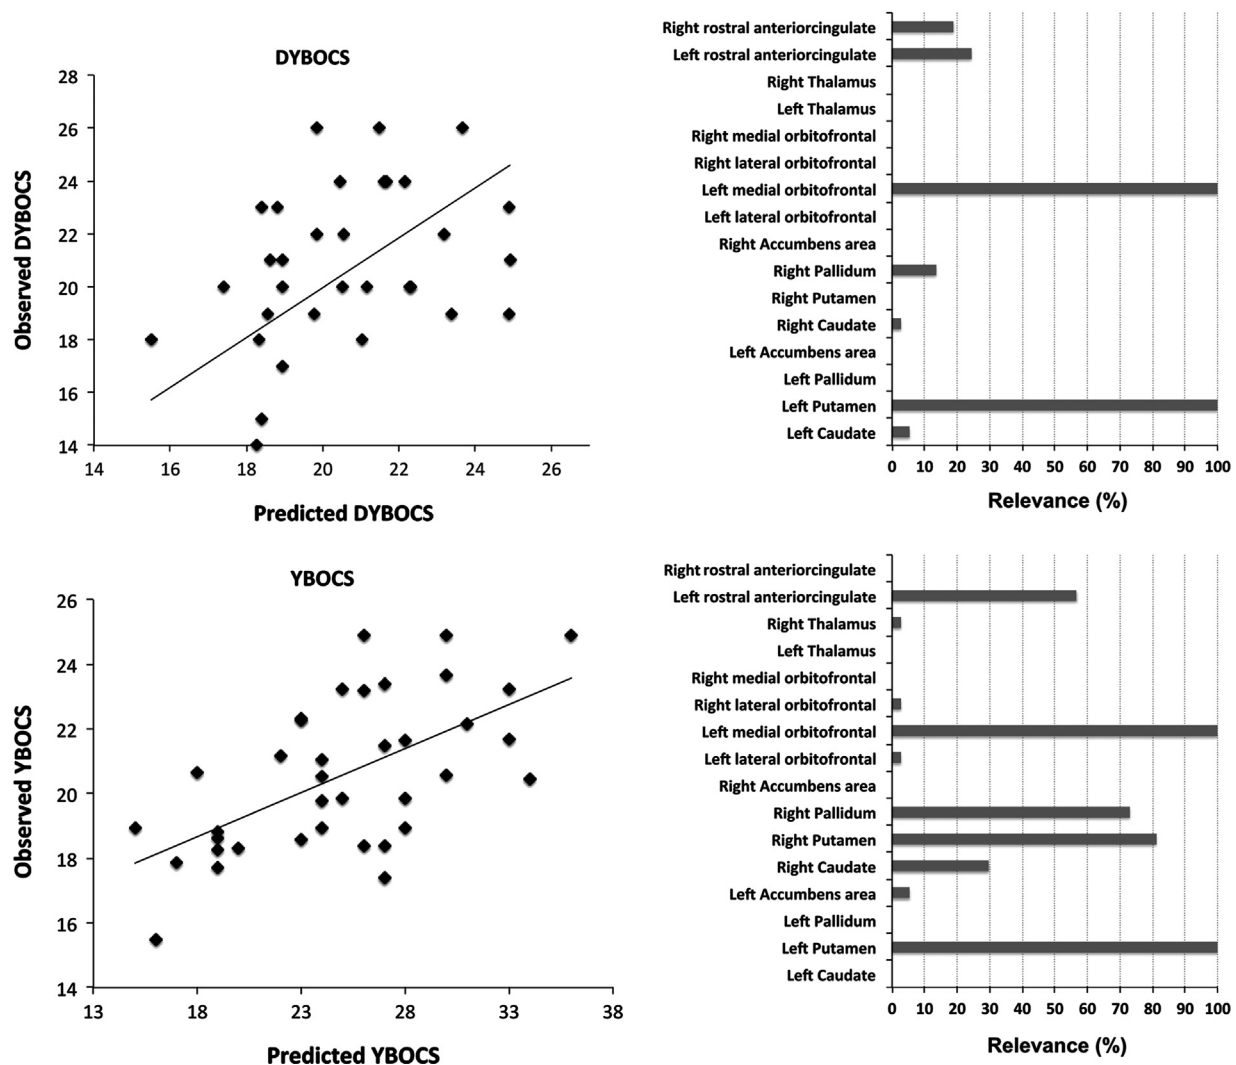 DYBOCS
28
26
24
22
20
18
16
14
Observed DYBOCS
14 16 18 20 22 24 26
Predicted DYBOCS
Right rostral anteriorcingulate
Left rostral anteriorcingulate
Right Thalamus
Left Thalamus
Right medial orbitofrontal
Right lateral orbitofrontal
Left medial orbitofrontal
Left lateral orbitofrontal
Right Accumbens area
Right Pallidum
Right Putamen
Right Caudate
Left Accumbens area
Left Pallidum
Left Putamen
Left Caudate
0 10 20 30 40 50 60 70 80 90 100
Relevance (%)
YBOCS
26
24
22
20
18
16
14
Observed YBOCS
13 18 23 28 33 38
Predicted YBOCS
Right rostral anteriorcingulate
Left rostral anteriorcingulate
Right Thalamus
Left Thalamus
Right medial orbitofrontal
Right lateral orbitofrontal
Left medial orbitofrontal
Left lateral orbitofrontal
Right Accumbens area
Right Pallidum
Right Putamen
Right Caudate
Left Accumbens area
Left Pallidum
Left Putamen
Left Caudate
0 10 20 30 40 50 60 70 80 90 100
Relevance (%)